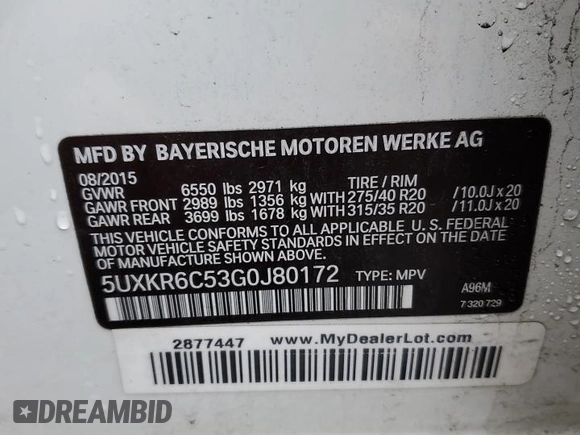 MFD BY BAYERISCHE MOTOREN WERKE AG
08/2015 TIRE / RIM
GVWR 6550 lbs 2971 kg
GAWR FRONT 2989 lbs 1356 kg WITH 275/40 R20 /10.0J x 20
GAWR REAR 3699 lbs 1678 kg WITH 315/35 R20 /11.0J x 20
THIS VEHICLE CONFORMS TO ALL APPLICABLE U. S. FEDERAL
MOTOR VEHICLE SAFETY STANDARDS IN EFFECT ON THE DATE
OF MANUFACTURE SHOWN ABOVE.
5UXKR6C53G0J80172 TYPE: MPV A96M
7 320 729
2877447 www.MyDealerLot.com
DREAMBID